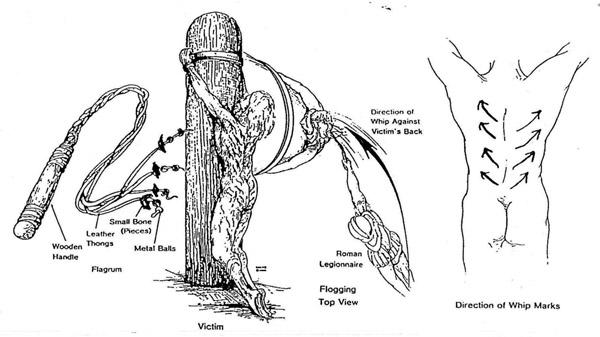 Wooden
Handle
Leather
Thongs
Small Bone
(Pieces)
Metal Balls
Flagrum
Victim
Direction of
Whip Against
Victim's Back
Roman
Legionnaire
Flogging
Top View
Direction of Whip Marks